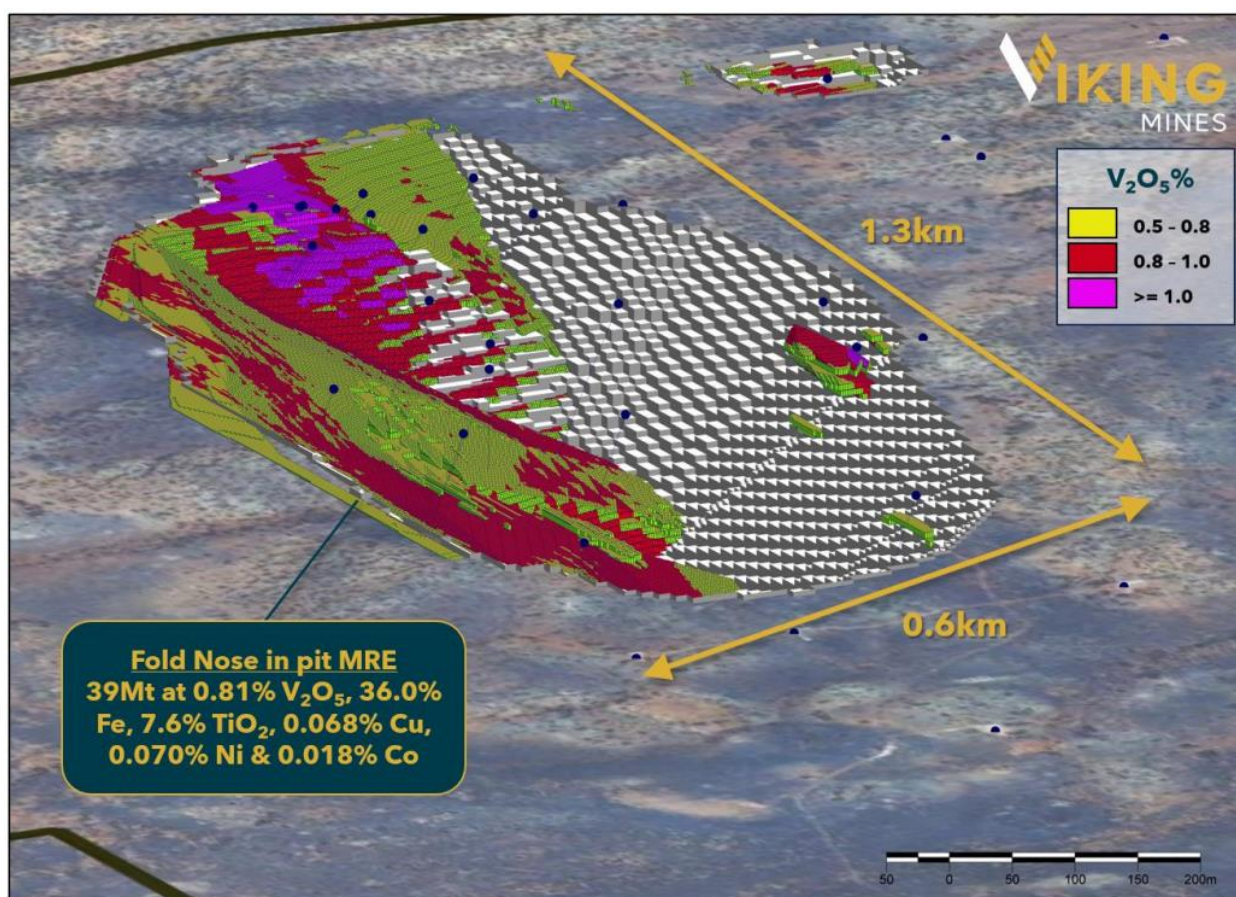 VIKING
MINES
V₂O₅%
0.5 - 0.8
0.8 - 1.0
>= 1.0
1.3km
0.6km
Fold Nose in pit MRE
39Mt at 0.81% V₂O₅, 36.0%
Fe, 7.6% TiO₂, 0.068% Cu,
0.070% Ni & 0.018% Co
50 0 50 100 150 200m